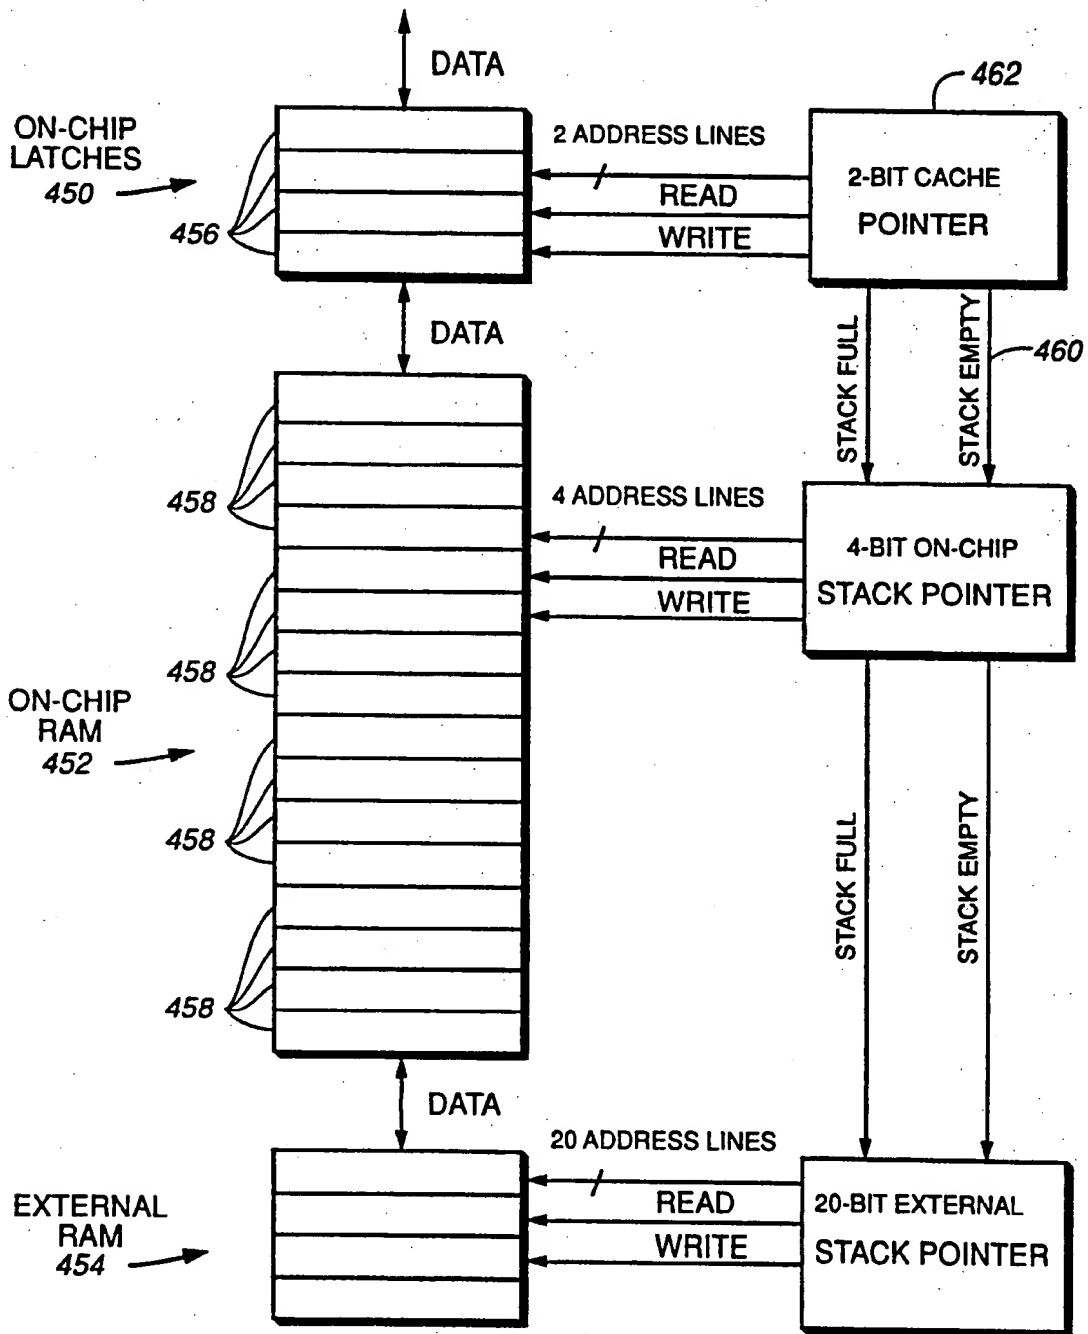 DATA
462
ON-CHIP
LATCHES
450
2 ADDRESS LINES
READ
WRITE
2-BIT CACHE
POINTER
456
DATA
STACK FULL
STACK EMPTY
460
458
4 ADDRESS LINES
READ
WRITE
4-BIT ON-CHIP
STACK POINTER
458
ON-CHIP
RAM
452
458
STACK FULL
STACK EMPTY
458
DATA
20 ADDRESS LINES
READ
WRITE
20-BIT EXTERNAL
STACK POINTER
EXTERNAL
RAM
454